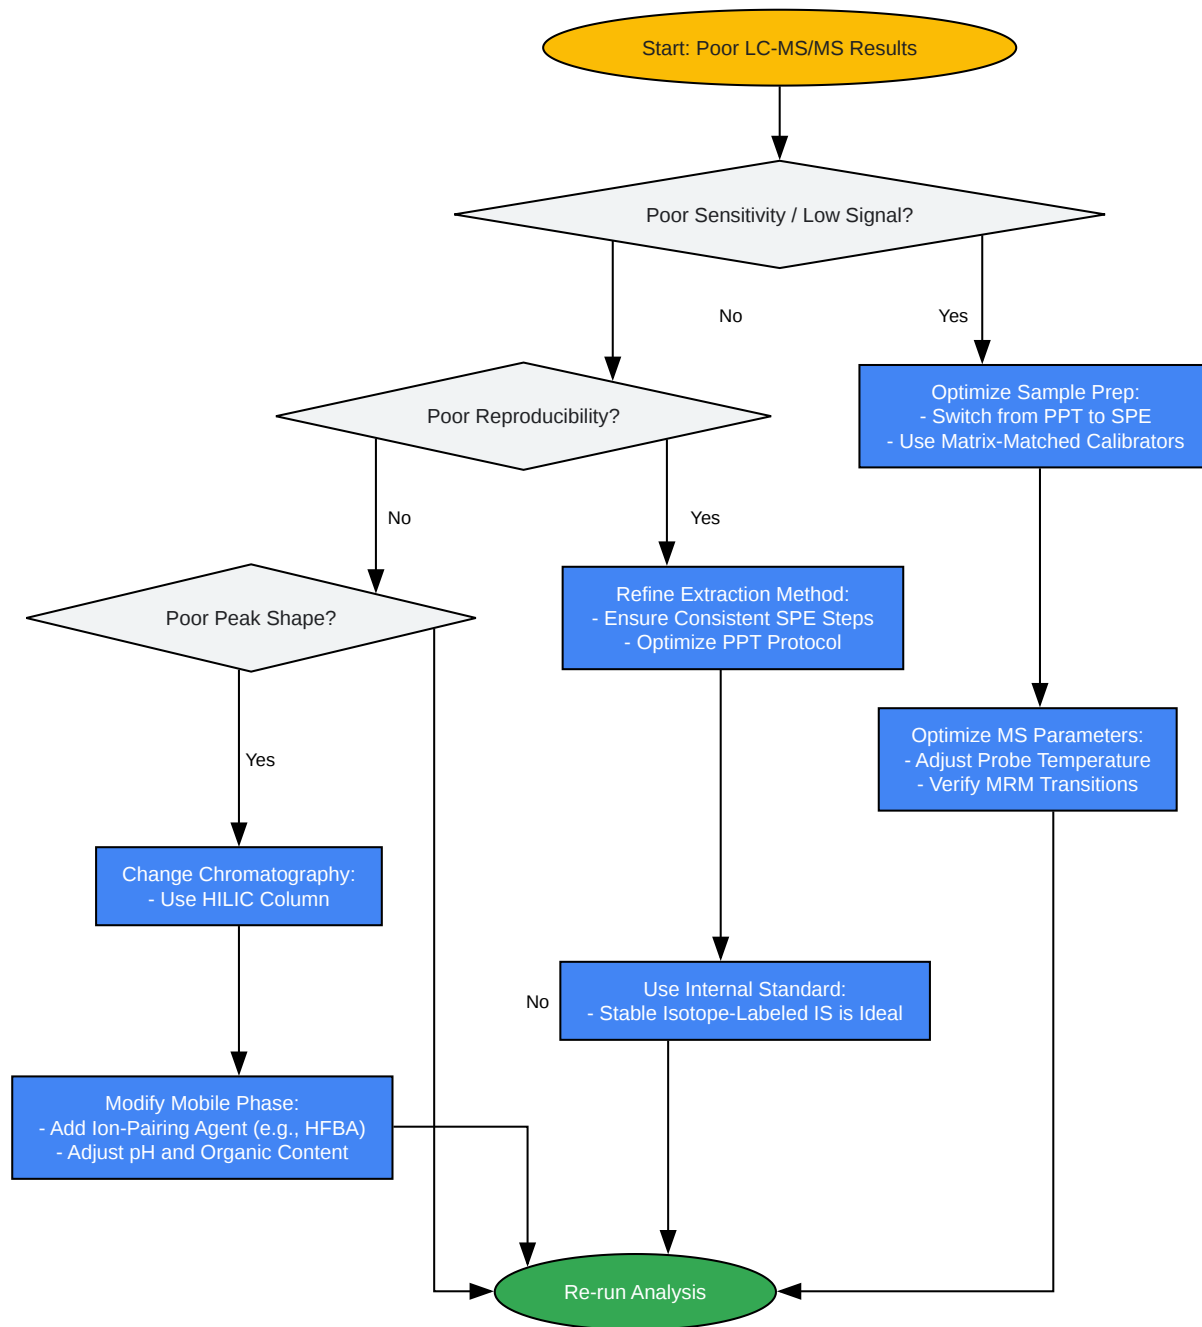 Start: Poor LC-MS/MS Results
Poor Sensitivity / Low Signal?
No
Yes
Optimize Sample Prep:
- Switch from PPT to SPE
- Use Matrix-Matched Calibrators
Poor Reproducibility?
No
Yes
Refine Extraction Method:
- Ensure Consistent SPE Steps
- Optimize PPT Protocol
Poor Peak Shape?
Optimize MS Parameters:
- Adjust Probe Temperature
- Verify MRM Transitions
Yes
Change Chromatography:
- Use HILIC Column
Use Internal Standard:
- Stable Isotope-Labeled IS is Ideal
No
Modify Mobile Phase:
- Add Ion-Pairing Agent (e.g., HFBA)
- Adjust pH and Organic Content
Re-run Analysis